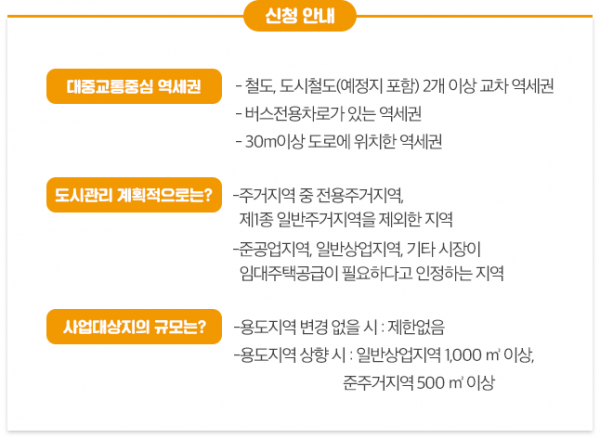 신청 안내
대중교통중심 역세권
- 철도, 도시철도(예정지 포함) 2개 이상 교차 역세권
- 버스전용차로가 있는 역세권
- 30m이상 도로에 위치한 역세권
도시관리 계획적으로는?
-주거지역 중 전용주거지역,
제1종 일반주거지역을 제외한 지역
-준공업지역, 일반상업지역, 기타 시장이
임대주택공급이 필요하다고 인정하는 지역
사업대상지의 규모는?
-용도지역 변경 없을 시 : 제한없음
-용도지역 상향 시 : 일반상업지역 1,000 ㎡ 이상,
준주거지역 500 ㎡ 이상